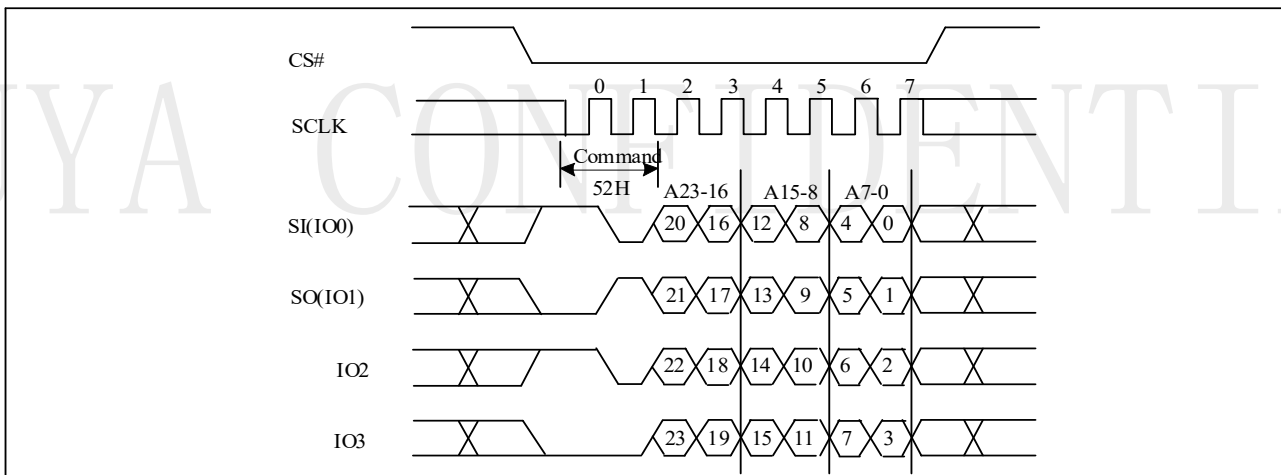 CS#
0 1 2 3 4 5 6 7
SCLK
Command
52H
A23-16 A15-8 A7-0
SI(IO0) 20 16 12 8 4 0
SO(IO1) 21 17 13 9 5 1
IO2 22 18 14 10 6 2
IO3 23 19 15 11 7 3
UYA CONFIDENTI